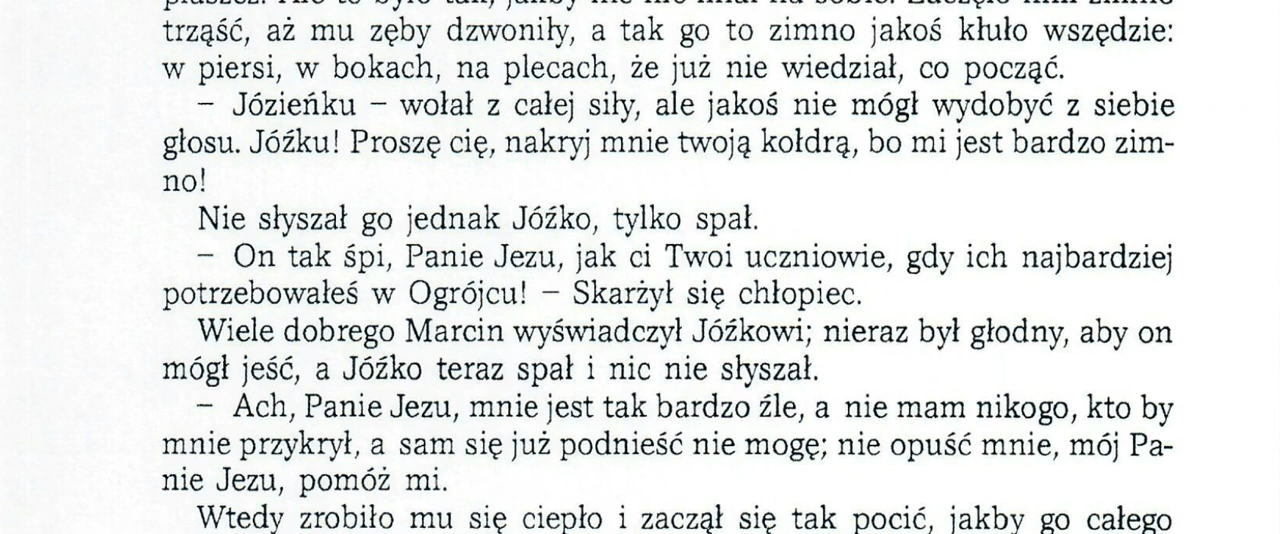 trząść, aż mu zęby dzwoniły, a tak go to zimno jakoś kłuło wszędzie:
w piersi, w bokach, na plecach, że już nie wiedział, co począć.
– Józieńku – wołał z całej siły, ale jakoś nie mógł wydobyć z siebie
głosu. Jóźku! Proszę cię, nakryj mnie twoją kołdrą, bo mi jest bardzo zim-
no!
Nie słyszał go jednak Jóźko, tylko spał.
– On tak śpi, Panie Jezu, jak ci Twoi uczniowie, gdy ich najbardziej
potrzebowałeś w Ogrójcu! – Skarżył się chłopiec.
Wiele dobrego Marcin wyświadczył Jóźkowi; nieraz był głodny, aby on
mógł jeść, a Jóźko teraz spał i nic nie słyszał.
– Ach, Panie Jezu, mnie jest tak bardzo źle, a nie mam nikogo, kto by
mnie przykrył, a sam się już podnieść nie mogę; nie opuść mnie, mój Pa-
nie Jezu, pomóż mi.
Wtedy zrobiło mu się ciepło i zaczął się tak pocić, jakby go całego